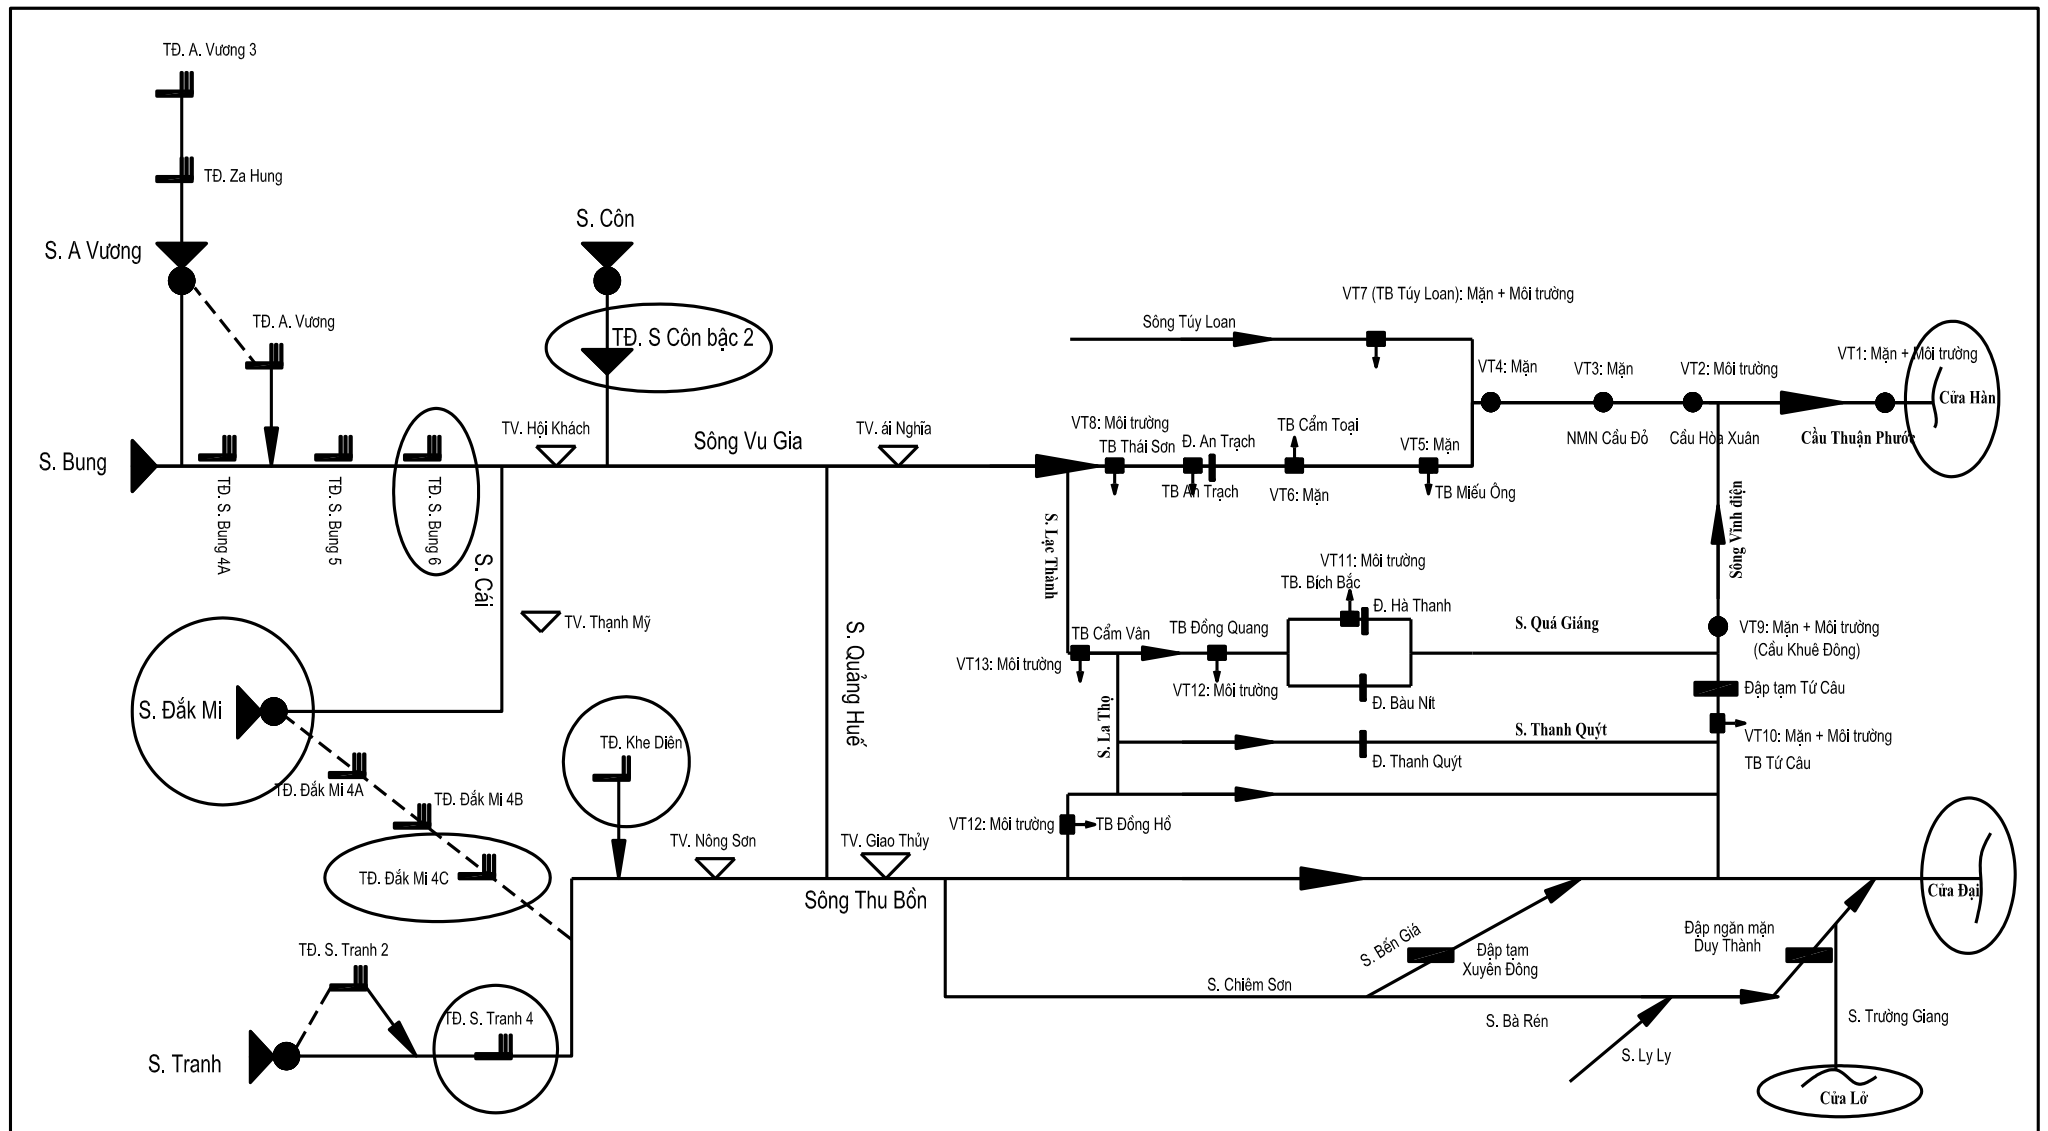 TĐ. A. Vương 3
TĐ. Za Hung
S. A Vương
S. Côn
TĐ. A. Vương
TĐ. S Côn bậc 2
VT7 (TB Túy Loan): Mặn + Môi trường
Sông Túy Loan
VT4: Mặn
VT3: Mặn
VT2: Môi trường
VT1: Mặn + Môi trường
Cửa Hàn
NMN Cầu Đỏ
Cầu Hòa Xuân
Cầu Thuận Phước
S. Bung
TV. Hội Khách
Sông Vu Gia
TV. ái Nghĩa
VT8: Môi trường
TB Thái Sơn
Đ. An Trạch
TB Cẩm Toại
VT5: Mặn
TB An Trạch
VT6: Mặn
TB Miếu Ông
TĐ. S. Bung 4A
TĐ. S. Bung 5
TĐ. S. Bung 6
S. Cái
S. Lạc Thành
Sông Vĩnh điện
VT11: Môi trường
TB. Bích Bắc
Đ. Hà Thanh
TV. Thạnh Mỹ
S. Quảng Huế
TB Cẩm Vân
TB Đồng Quang
S. Quá Giáng
VT9: Mặn + Môi trường
(Cầu Khuê Đông)
VT13: Môi trường
VT12: Môi trường
Đ. Bàu Nít
Đập tạm Tứ Câu
S. Đắk Mi
S. La Thọ
S. Thanh Quýt
VT10: Mặn + Môi trường
TB Tứ Câu
Đ. Thanh Quýt
TĐ. Khe Diên
TĐ. Đắk Mi 4A
TĐ. Đắk Mi 4B
VT12: Môi trường
TB Đồng Hồ
TV. Nông Sơn
TV. Giao Thủy
TĐ. Đắk Mi 4C
Sông Thu Bồn
Cửa Đại
TĐ. S. Tranh 2
S. Bến Giá
Đập tạm
Xuyên Đông
Đập ngăn mặn
Duy Thành
S. Chiêm Sơn
TĐ. S. Tranh 4
S. Bà Rén
S. Trường Giang
S. Tranh
S. Ly Ly
Cửa Lở